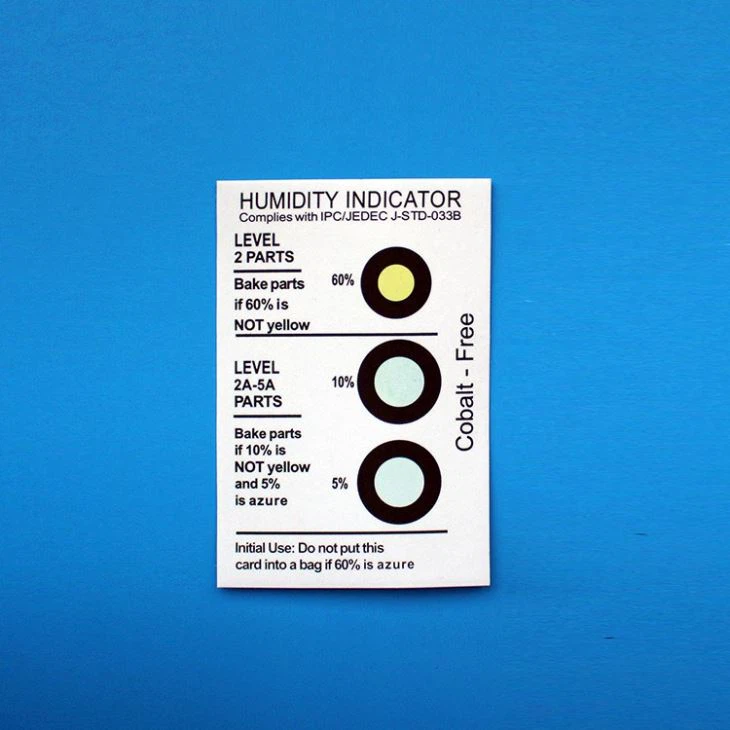 HUMIDITY INDICATOR
Complies with IPC/JEDEC J-STD-033B
LEVEL
2 PARTS
Bake parts
if 60% is
NOT yellow
60%
LEVEL
2A-5A
PARTS
10%
Bake parts
if 10% is
NOT yellow
and 5%
is azure
5%
Cobalt - Free
Initial Use: Do not put this
card into a bag if 60% is azure